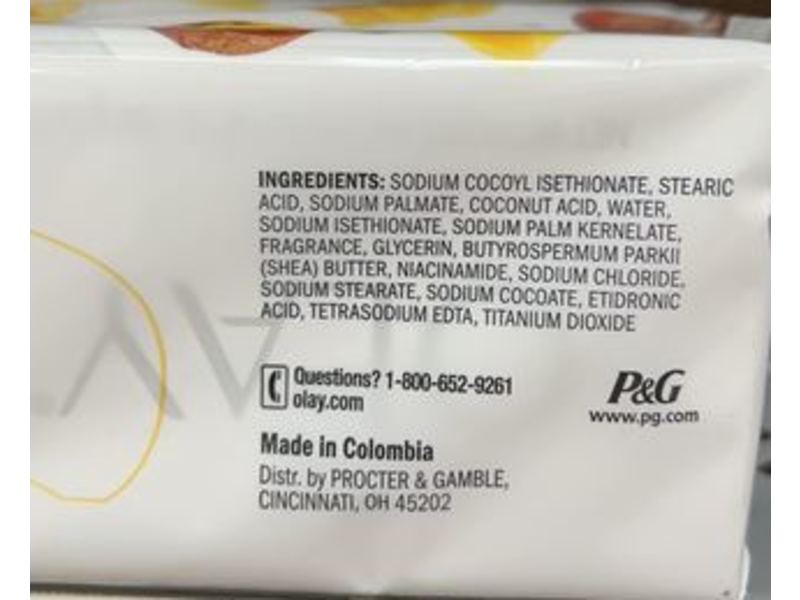 INGREDIENTS: SODIUM COCOYL ISETHIONATE, STEARIC
ACID, SODIUM PALMATE, COCONUT ACID, WATER,
SODIUM ISETHIONATE, SODIUM PALM KERNELATE,
FRAGRANCE, GLYCERIN, BUTYROSPERMUM PARKII
(SHEA) BUTTER, NIACINAMIDE, SODIUM CHLORIDE,
SODIUM STEARATE, SODIUM COCOATE, ETIDRONIC
ACID, TETRASODIUM EDTA, TITANIUM DIOXIDE
Questions? 1-800-652-9261
olay.com
P&G
www.pg.com
Made in Colombia
Distr. by PROCTER & GAMBLE,
CINCINNATI, OH 45202